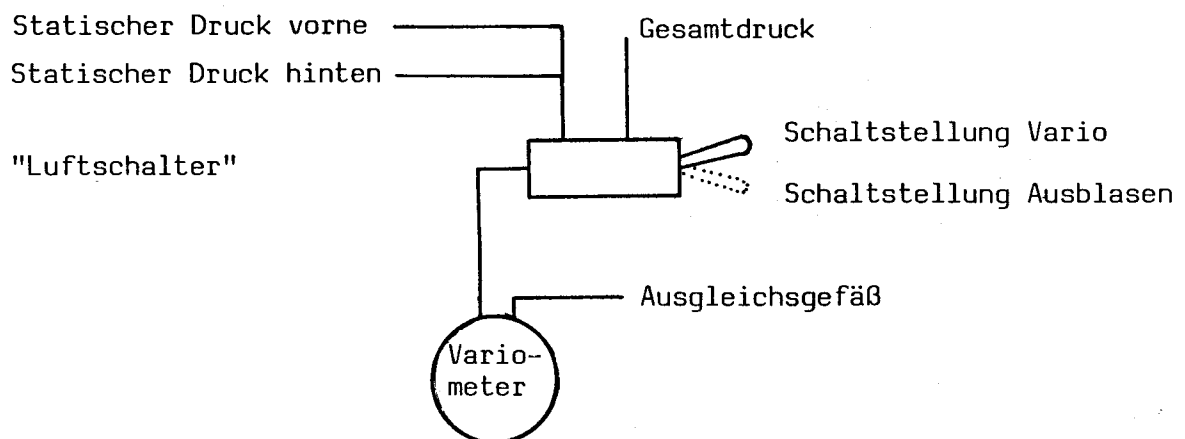 Statischer Druck vorne
Gesamtdruck
Statischer Druck hinten
Schaltstellung Vario
"Luftschalter"
Schaltstellung Ausblasen
Ausgleichsgefäß
Vario-
meter